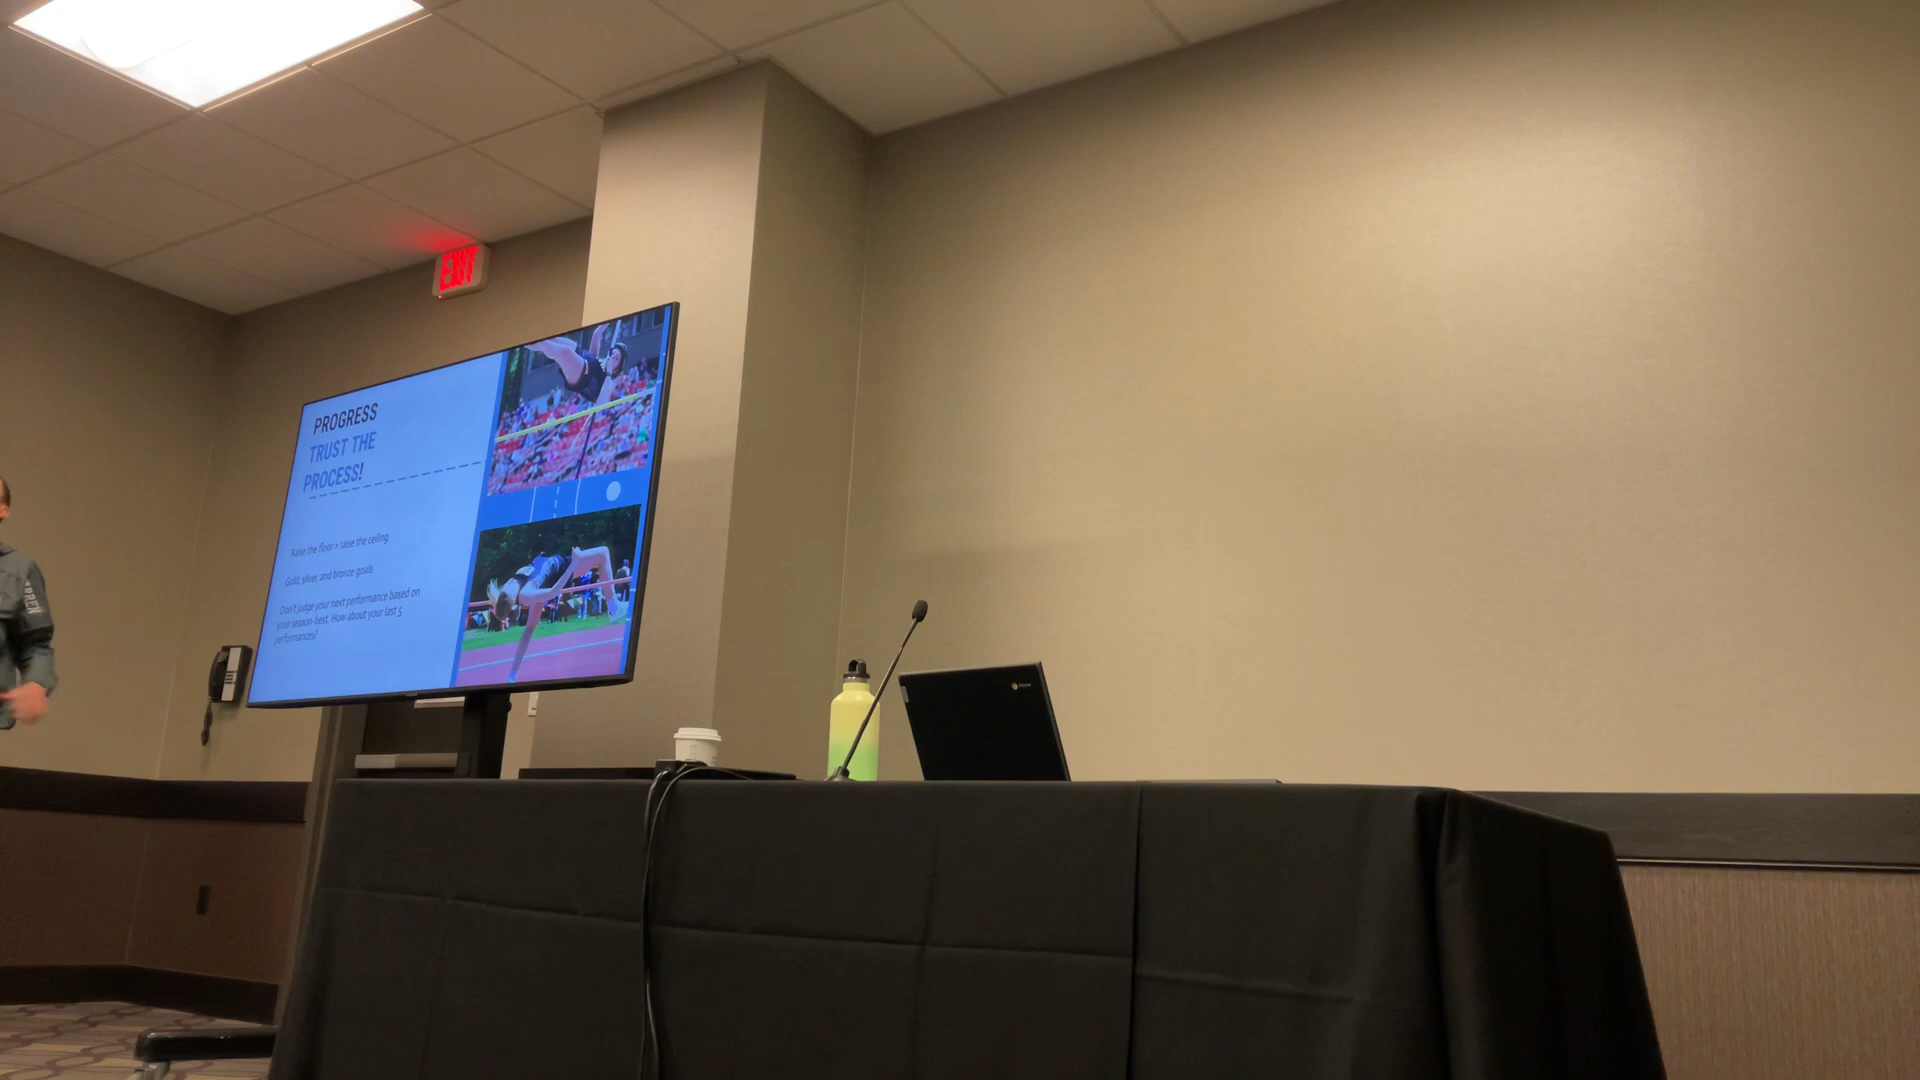 EXIT
PROGRESS
TRUST THE
PROCESS!
Raise the floor + raise the ceiling
Gold, silver, and bronze goals
Don't judge your next performance based on
your season-best. How about your last 5
performances?